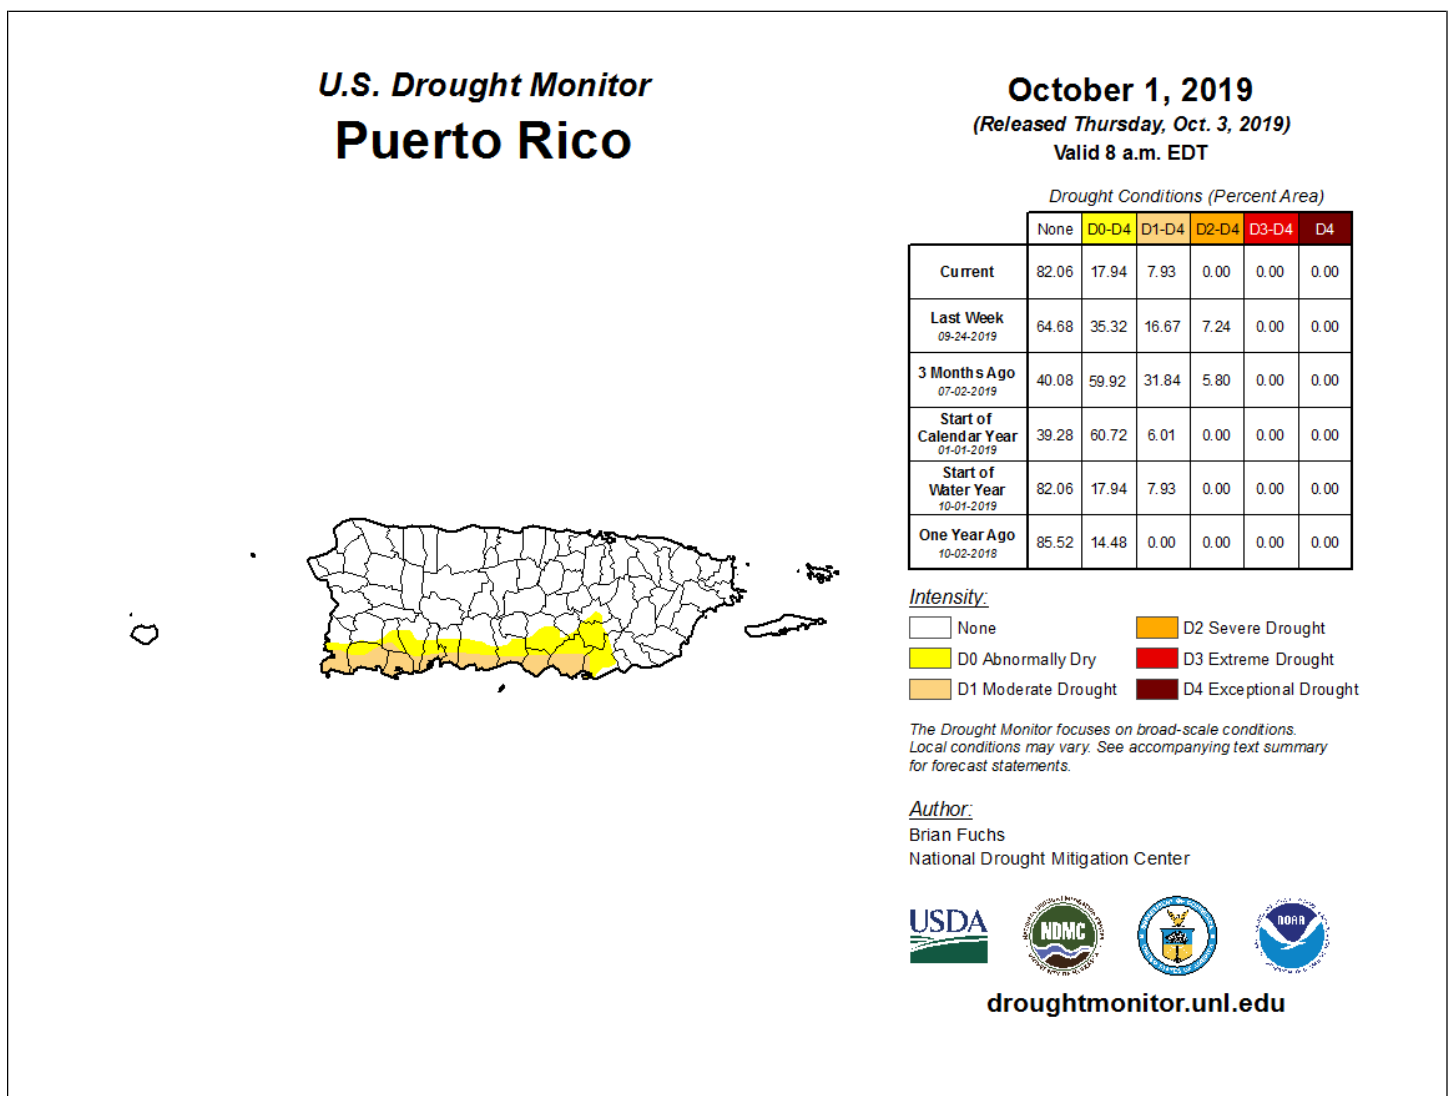 U.S. Drought Monitor
Puerto Rico
October 1, 2019
(Released Thursday, Oct. 3, 2019)
Valid 8 a.m. EDT
Drought Conditions (Percent Area)
None D0-D4 D1-D4 D2-D4 D3-D4 D4
Current 82.06 17.94 7.93 0.00 0.00 0.00
Last Week
09-24-2019 64.68 35.32 16.67 7.24 0.00 0.00
3 Months Ago
07-02-2019 40.08 59.92 31.84 5.80 0.00 0.00
Start of
Calendar Year
01-01-2019 39.28 60.72 6.01 0.00 0.00 0.00
Start of
Water Year
10-01-2019 82.06 17.94 7.93 0.00 0.00 0.00
One Year Ago
10-02-2018 85.52 14.48 0.00 0.00 0.00 0.00
Intensity:
None
D0 Abnormally Dry
D1 Moderate Drought
D2 Severe Drought
D3 Extreme Drought
D4 Exceptional Drought
The Drought Monitor focuses on broad-scale conditions.
Local conditions may vary. See accompanying text summary
for forecast statements.
Author:
Brian Fuchs
National Drought Mitigation Center
USDA
NDMC
NOAA
droughtmonitor.unl.edu